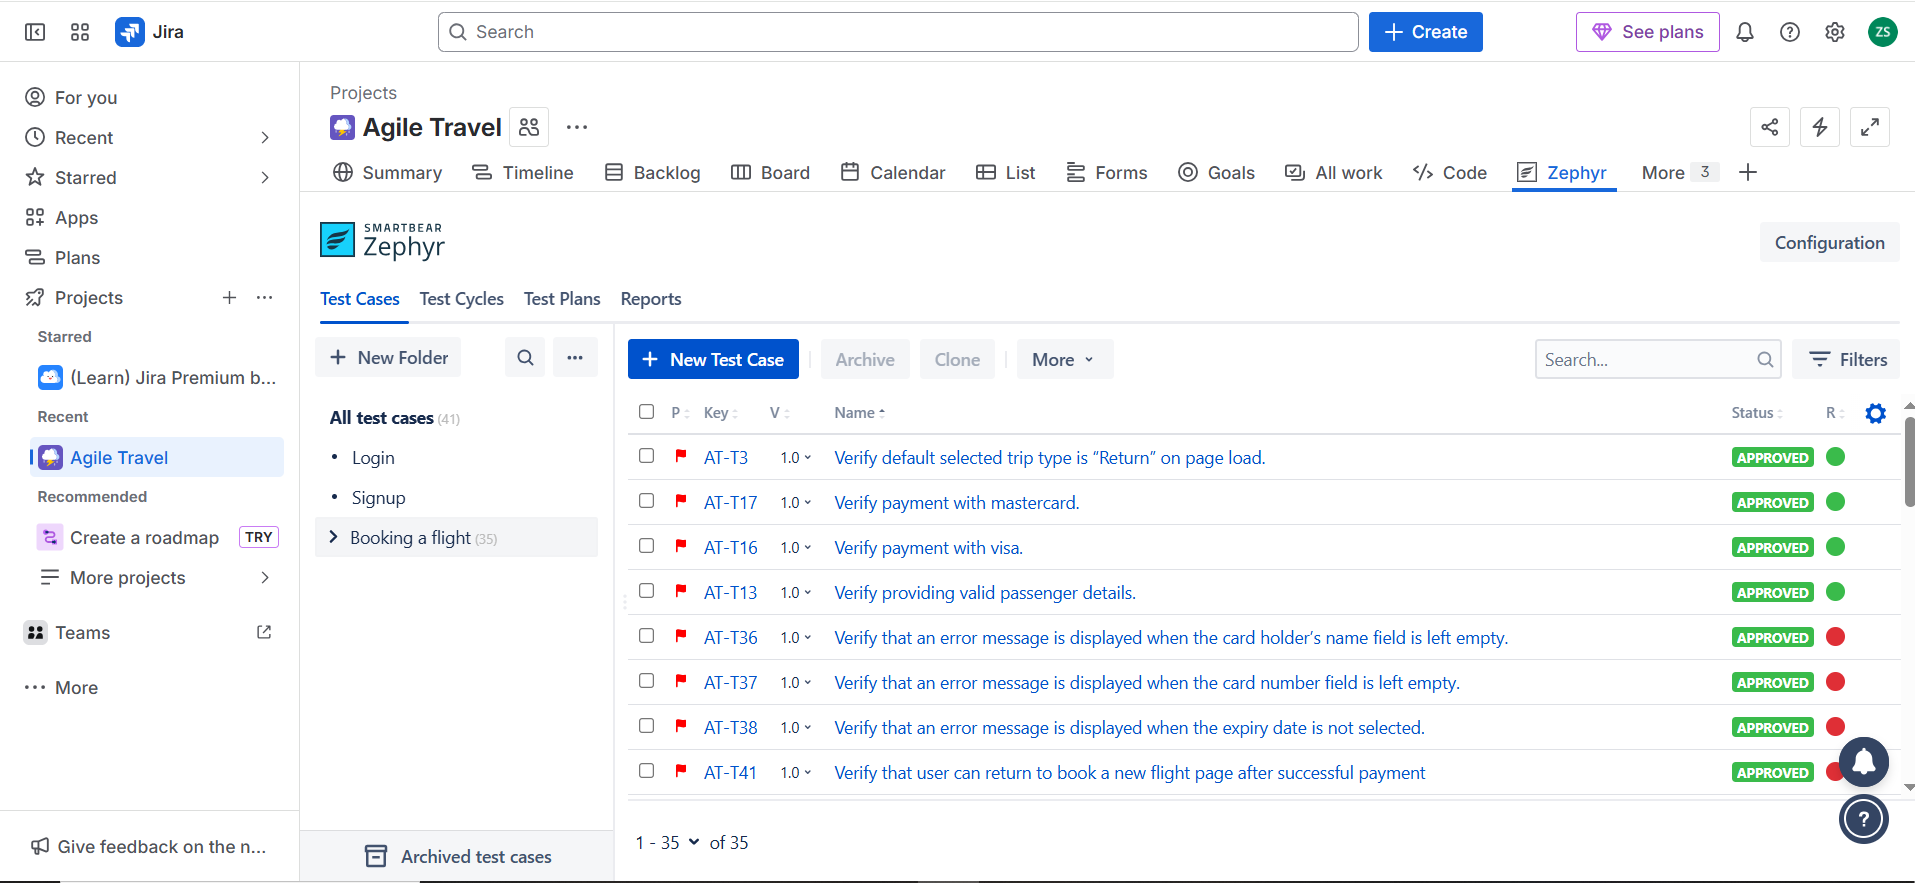 Jira
Search
Create
See plans
ZS
For you
Recent
Starred
Apps
Plans
Projects
Starred
(Learn) Jira Premium b...
Recent
Agile Travel
Recommended
Create a roadmap TRY
More projects
Teams
More
Give feedback on the n...
Projects
Agile Travel
Summary Timeline Backlog Board Calendar List Forms Goals All work Code Zephyr More 3
SMARTBEAR
Zephyr
Configuration
Test Cases Test Cycles Test Plans Reports
New Folder
All test cases (41)
Login
Signup
Booking a flight (35)
Archived test cases
New Test Case Archive Clone More Search... Filters
P Key V Name Status R
AT-T3 1.0 Verify default selected trip type is “Return” on page load. APPROVED
AT-T17 1.0 Verify payment with mastercard. APPROVED
AT-T16 1.0 Verify payment with visa. APPROVED
AT-T13 1.0 Verify providing valid passenger details. APPROVED
AT-T36 1.0 Verify that an error message is displayed when the card holder’s name field is left empty. APPROVED
AT-T37 1.0 Verify that an error message is displayed when the card number field is left empty. APPROVED
AT-T38 1.0 Verify that an error message is displayed when the expiry date is not selected. APPROVED
AT-T41 1.0 Verify that user can return to book a new flight page after successful payment APPROVED
1 - 35 of 35